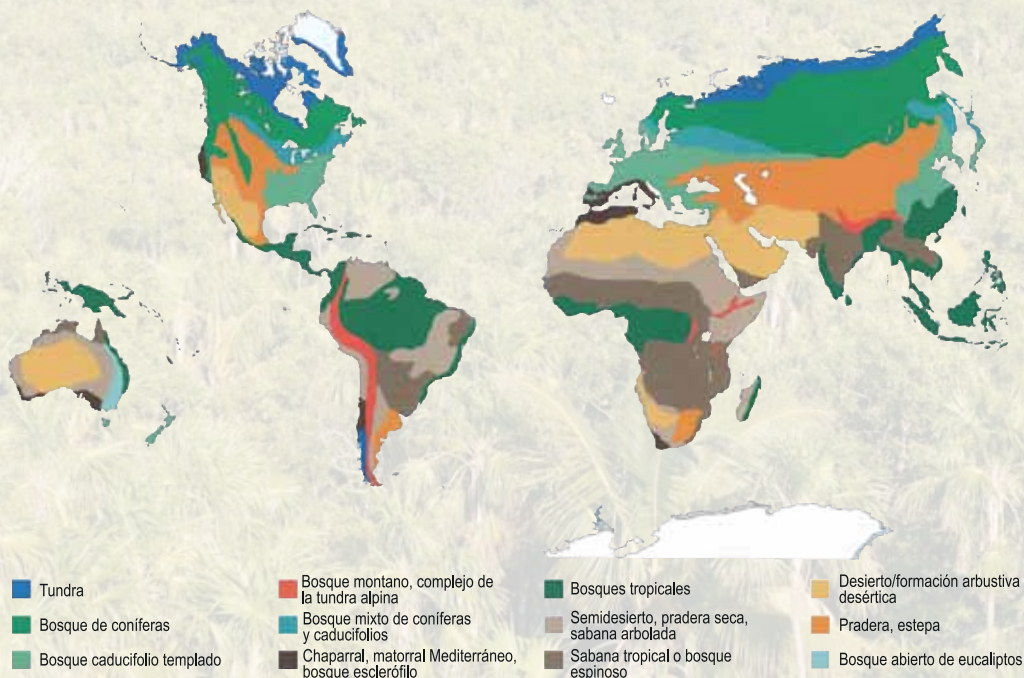 Tundra
Bosque de coníferas
Bosque caducifolio templado
Bosque montano, complejo de
la tundra alpina
Bosque mixto de coníferas
y caducifolios
Chaparral, matorral Mediterráneo,
bosque esclerófilo
Bosques tropicales
Semidesierto, pradera seca,
sabana arbolada
Sabana tropical o bosque
espinoso
Desierto/formación arbustiva
desértica
Pradera, estepa
Bosque abierto de eucaliptos